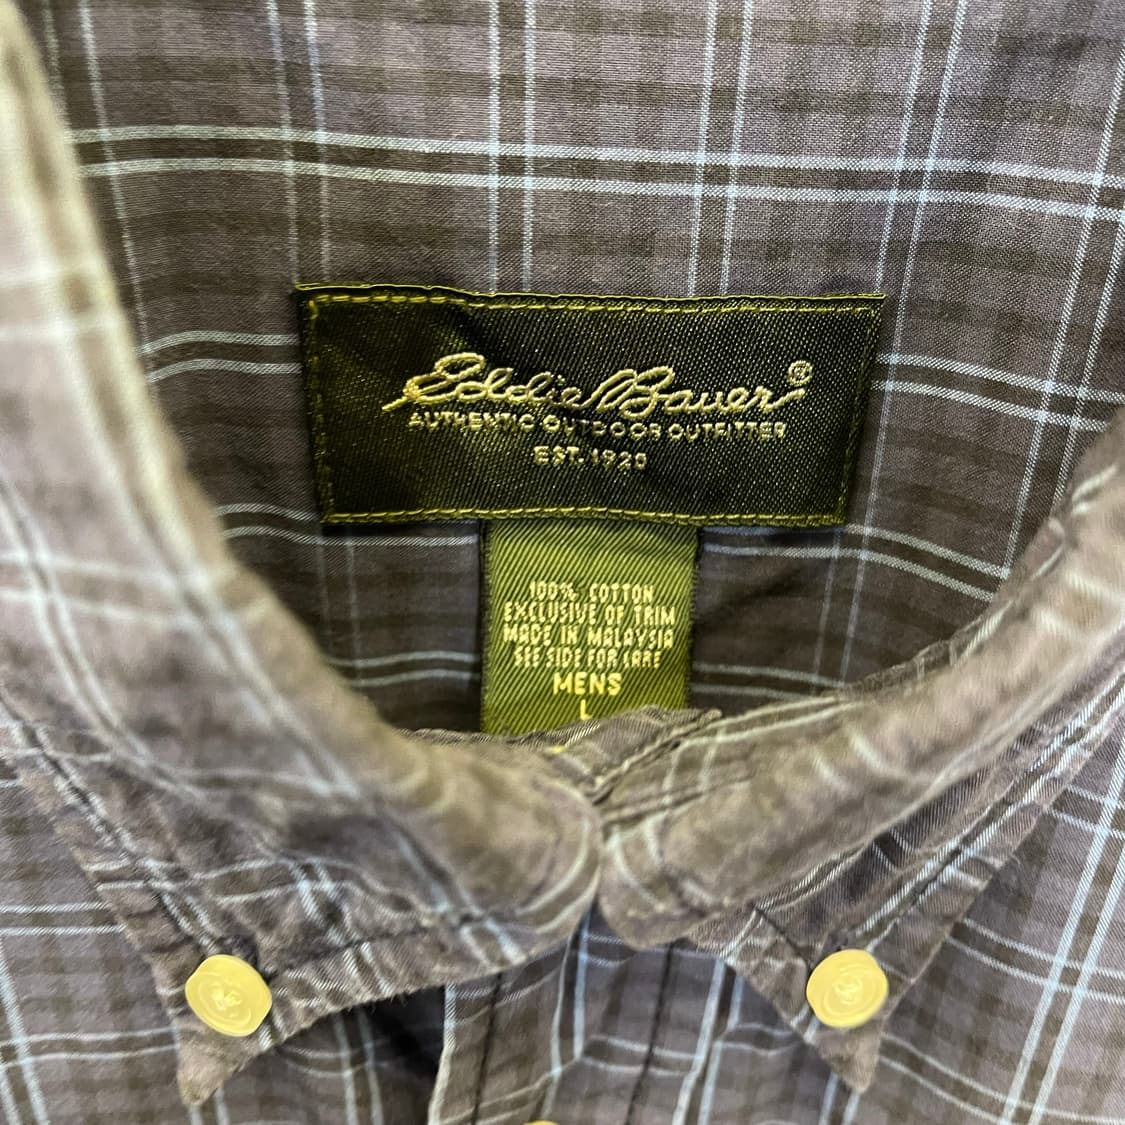 Eddie Bauer®
AUTHENTIC OUTDOOR OUTFITTER
EST. 1920
100% COTTON
EXCLUSIVE OF TRIM
MADE IN MALAYSIA
SEE SIDE FOR CARE
MENS
L